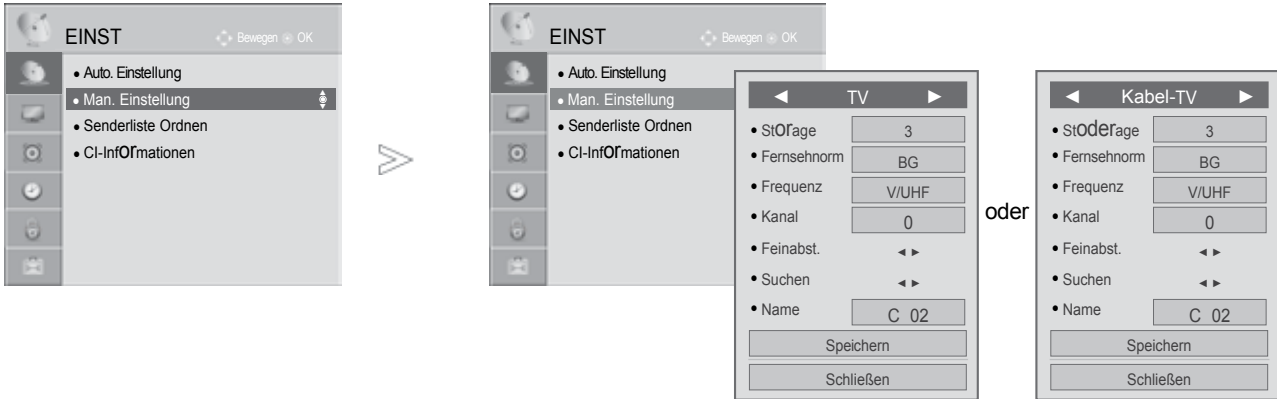 EINST
Bewegen OK
• Auto. Einstellung
• Man. Einstellung
• Senderliste Ordnen
• CI-Informationen
EINST
Bewegen OK
• Auto. Einstellung
• Man. Einstellung
• Senderliste Ordnen
• CI-Informationen
◄ TV ►
• Storage 3
• Fernsehnorm BG
• Frequenz V/UHF
• Kanal 0
• Feinabst. ◄ ►
• Suchen ◄ ►
• Name C 02
Speichern
Schließen
oder
◄ Kabel-TV ►
• Stoderage 3
• Fernsehnorm BG
• Frequenz V/UHF
• Kanal 0
• Feinabst. ◄ ►
• Suchen ◄ ►
• Name C 02
Speichern
Schließen